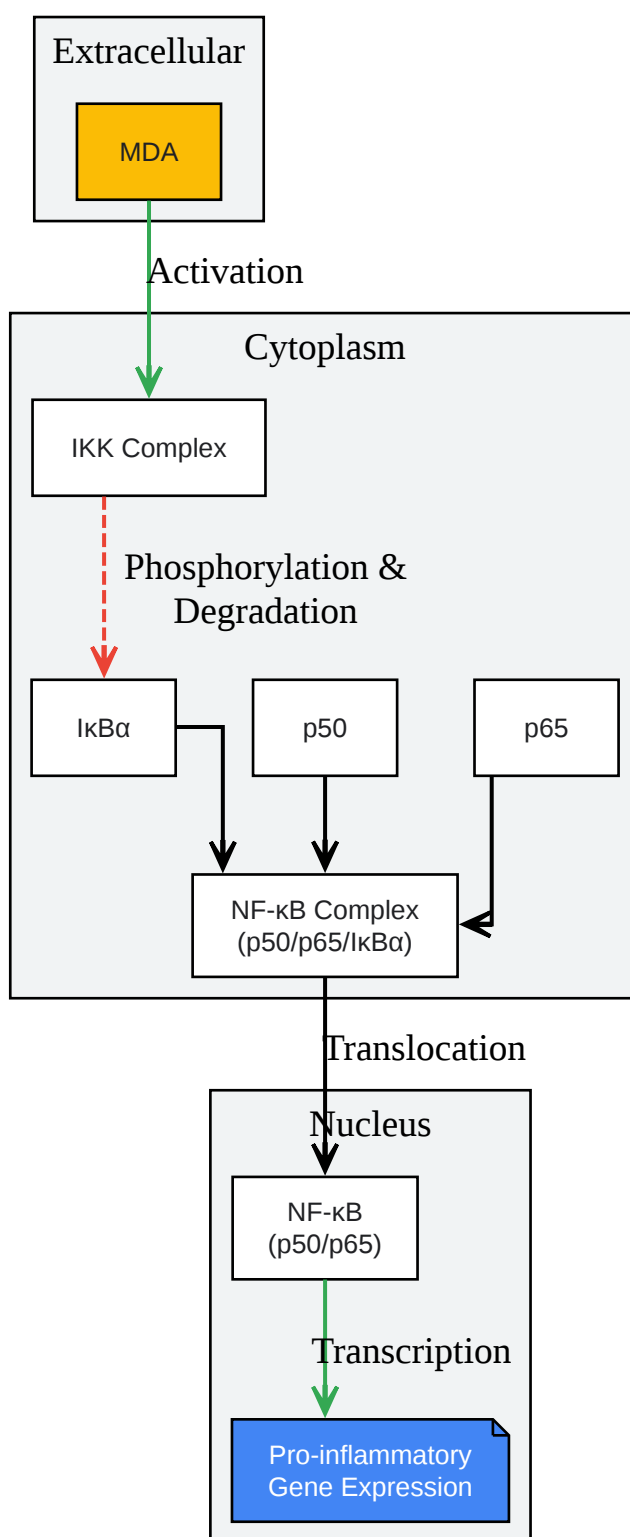 Extracellular
MDA
Activation
Cytoplasm
IKK Complex
Phosphorylation &
Degradation
IκBα
p50
p65
NF-κB Complex
(p50/p65/IκBα)
Translocation
Nucleus
NF-κB
(p50/p65)
Transcription
Pro-inflammatory
Gene Expression